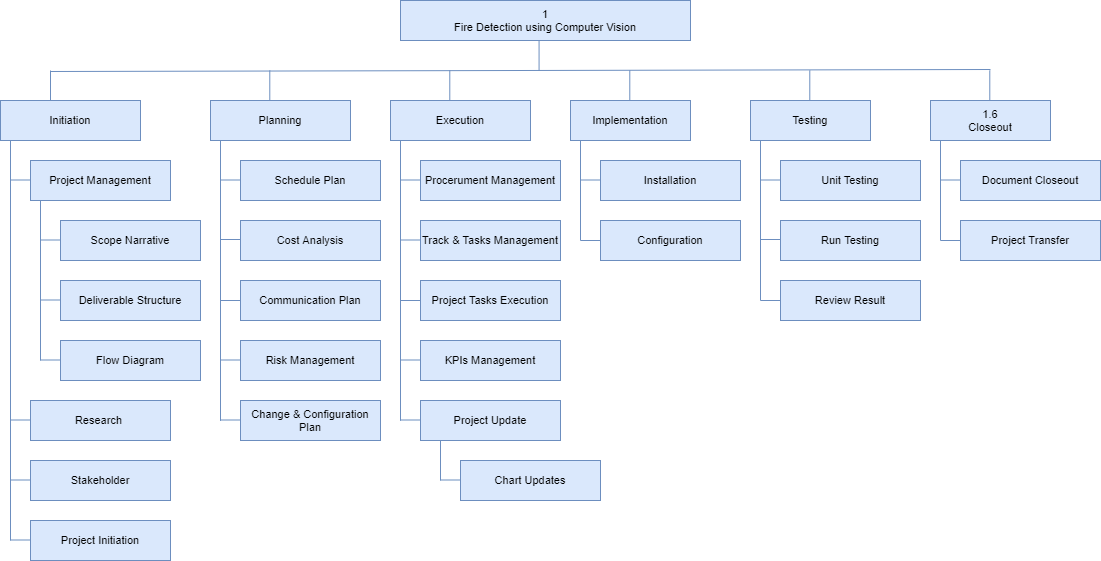 1
Fire Detection using Computer Vision
Initiation
Planning
Execution
Implementation
Testing
1.6
Closeout
Project Management
Scope Narrative
Deliverable Structure
Flow Diagram
Research
Stakeholder
Project Initiation
Schedule Plan
Cost Analysis
Communication Plan
Risk Management
Change & Configuration
Plan
Procerument Management
Track & Tasks Management
Project Tasks Execution
KPIs Management
Project Update
Chart Updates
Installation
Configuration
Unit Testing
Run Testing
Review Result
Document Closeout
Project Transfer